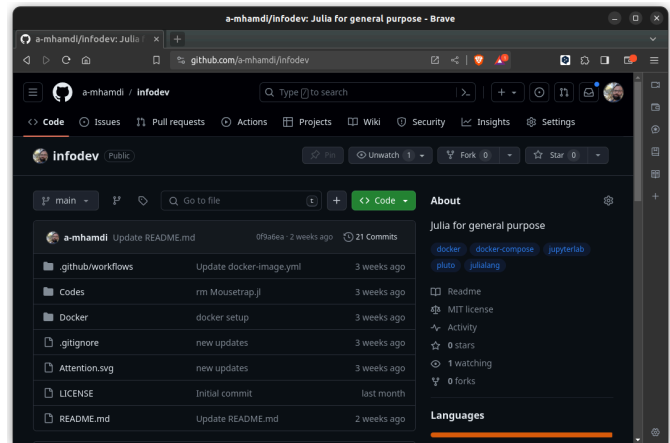 a-mhamdi/infodev: Julia for general purpose - Brave
a-mhamdi/infodev: Julia f
github.com/a-mhamdi/infodev
a-mhamdi / infodev
Type / to search
Code Issues Pull requests Actions Projects Wiki Security Insights Settings
infodev Public
Pin Unwatch 1 Fork 0 Star 0
main
Go to file t
Code
a-mhamdi Update README.md 0f9a6ea · 2 weeks ago 21 Commits
.github/workflows Update docker-image.yml 3 weeks ago
Codes rm Mousetrap.jl 3 weeks ago
Docker docker setup 3 weeks ago
.gitignore new updates 3 weeks ago
Attention.svg new updates 3 weeks ago
LICENSE Initial commit last month
README.md Update README.md 2 weeks ago
About
Julia for general purpose
docker docker-compose jupyterlab
pluto julialang
Readme
MIT license
Activity
0 stars
1 watching
0 forks
Languages